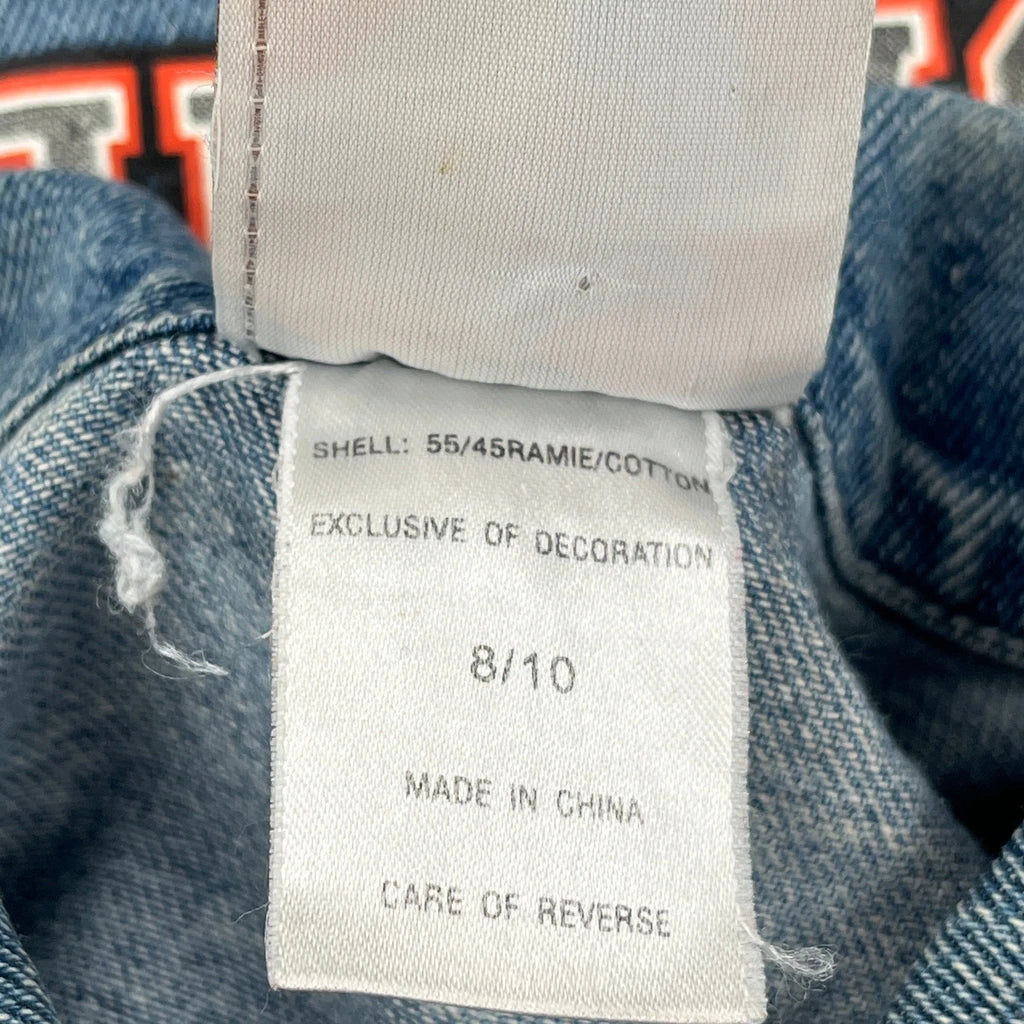 SHELL: 55/45RAMIE/COTTON
EXCLUSIVE OF DECORATION
8/10
MADE IN CHINA
CARE OF REVERSE